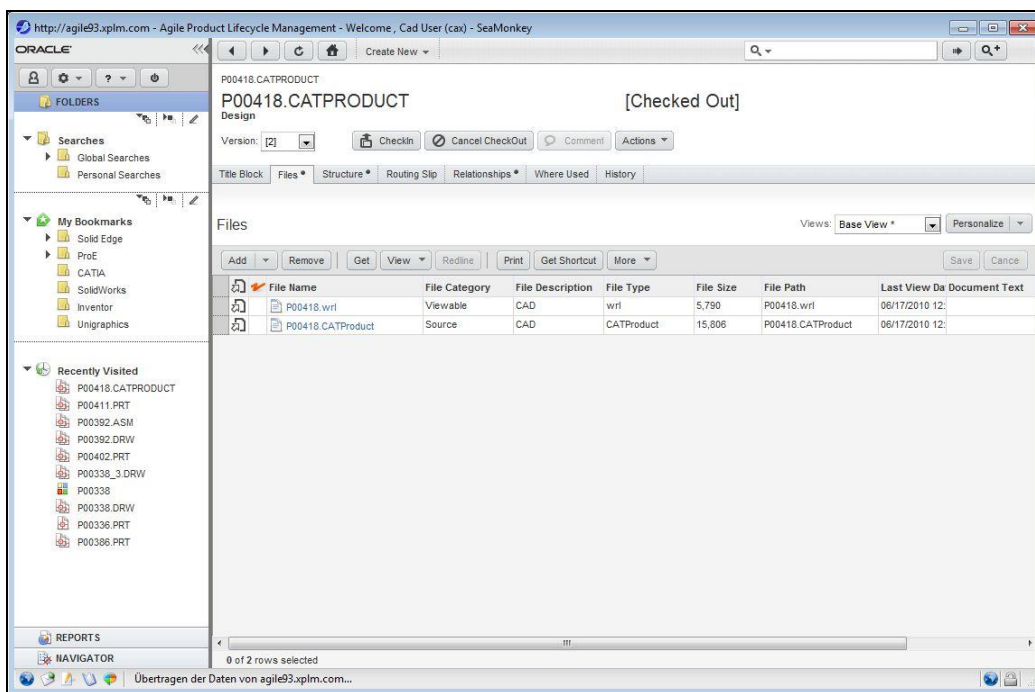 http://agile93.xplm.com - Agile Product Lifecycle Management - Welcome , Cad User (cax) - SeaMonkey
ORACLE
Create New
FOLDERS
Searches
Global Searches
Personal Searches
My Bookmarks
Solid Edge
ProE
CATIA
SolidWorks
Inventor
Unigraphics
Recently Visited
P00418.CATPRODUCT
P00411.PRT
P00392.ASM
P00392.DRW
P00402.PRT
P00338_3.DRW
P00338
P00338.DRW
P00336.PRT
P00386.PRT
REPORTS
NAVIGATOR
P00418.CATPRODUCT
P00418.CATPRODUCT [Checked Out]
Design
Version: [2] CheckIn Cancel CheckOut Comment Actions
Title Block Files Structure Routing Slip Relationships Where Used History
Files Views: Base View * Personalize
Add Remove Get View Redline Print Get Shortcut More Save Cance
File Name File Category File Description File Type File Size File Path Last View Da Document Text
P00418.wrl Viewable CAD wrl 5,790 P00418.wrl 06/17/2010 12:
P00418.CATProduct Source CAD CATProduct 15,806 P00418.CATProduct 06/17/2010 12:
0 of 2 rows selected
Übertragen der Daten von agile93.xplm.com...